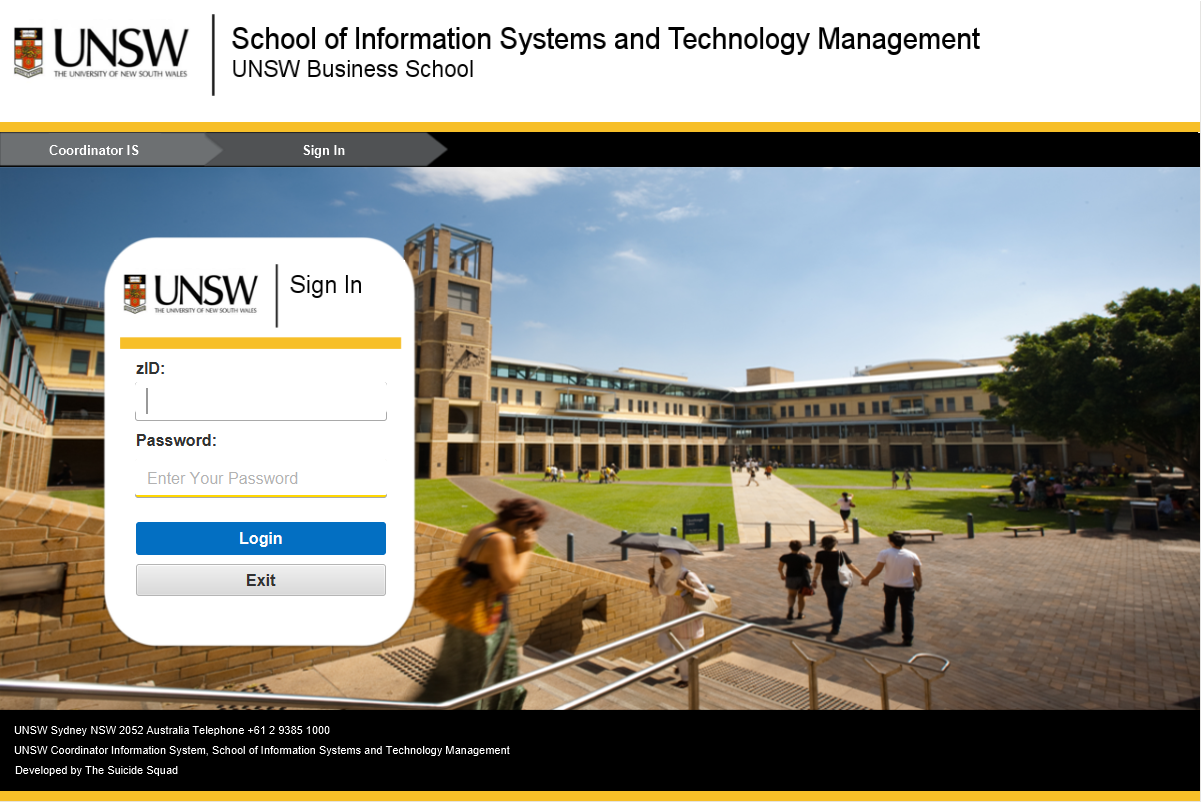 UNSW
THE UNIVERSITY OF NEW SOUTH WALES
School of Information Systems and Technology Management
UNSW Business School
Coordinator IS
Sign In
UNSW
THE UNIVERSITY OF NEW SOUTH WALES
Sign In
zID:
Password:
Enter Your Password
Login
Exit
UNSW Sydney NSW 2052 Australia Telephone +61 2 9385 1000
UNSW Coordinator Information System, School of Information Systems and Technology Management
Developed by The Suicide Squad